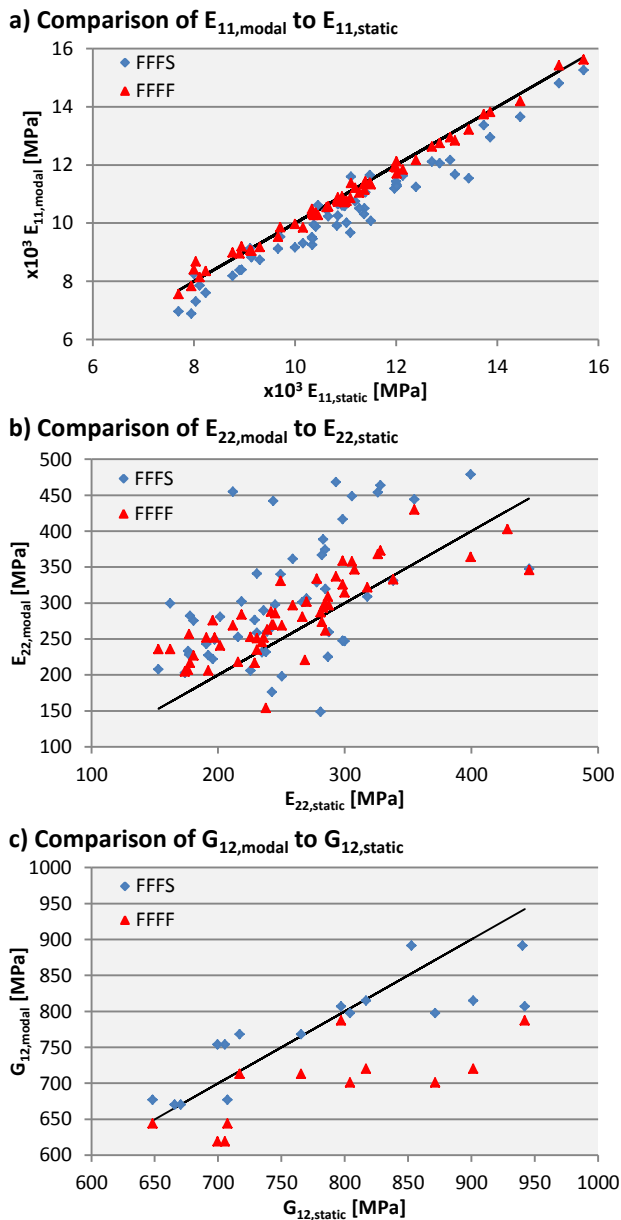 a) Comparison of E11,modal to E11,static
16
14
12
10
8
6
x10³ E11,modal [MPa]
FFFS
FFFF
6 8 10 12 14 16
x10³ E11,static [MPa]
b) Comparison of E22,modal to E22,static
500
450
400
350
300
250
200
150
100
E22,modal [MPa]
FFFS
FFFF
100 200 300 400 500
E22,static [MPa]
c) Comparison of G12,modal to G12,static
1000
950
900
850
800
750
700
650
600
G12,modal [MPa]
FFFS
FFFF
600 650 700 750 800 850 900 950 1000
G12,static [MPa]